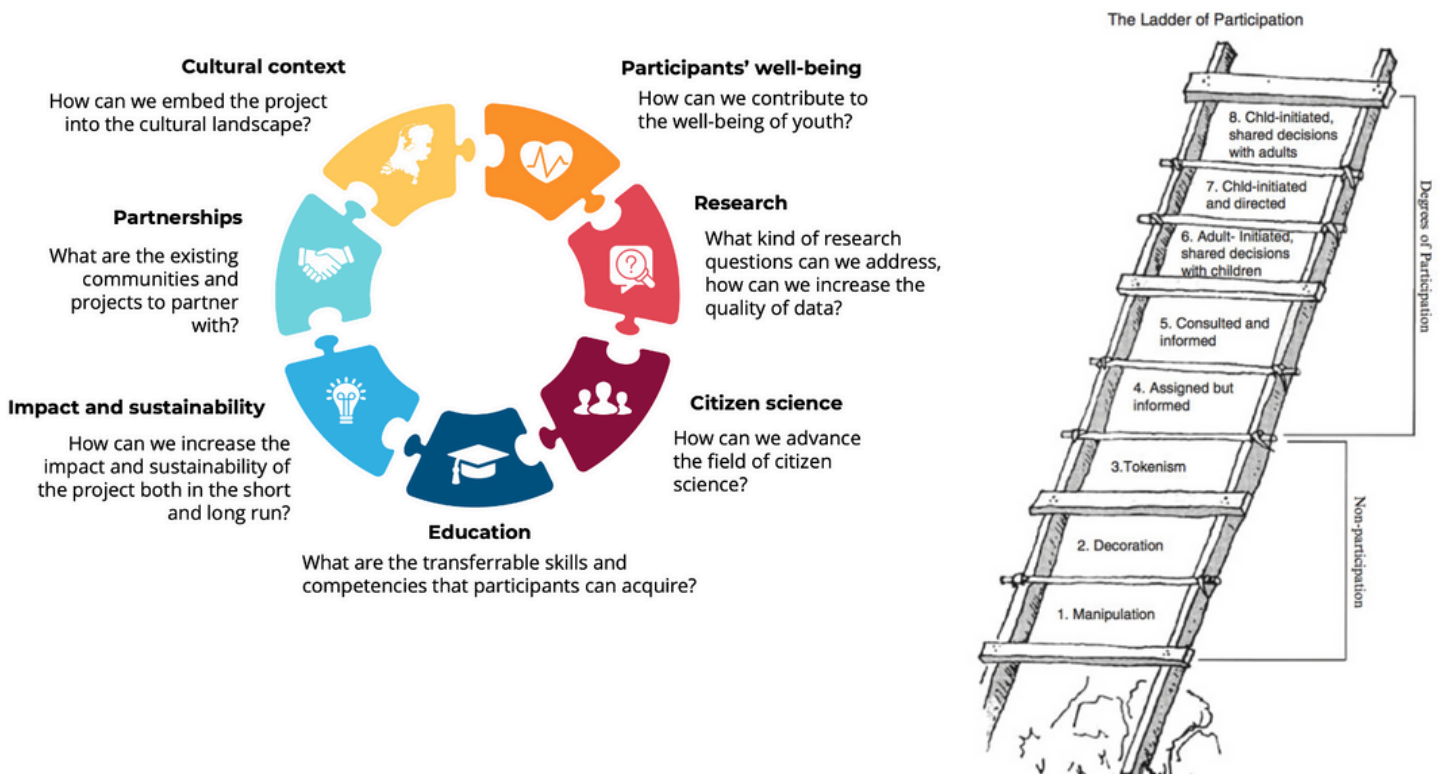 Cultural context
How can we embed the project
into the cultural landscape?
Participants’ well-being
How can we contribute to
the well-being of youth?
Partnerships
What are the existing
communities and
projects to partner
with?
Research
What kind of research
questions can we address,
how can we increase the
quality of data?
Impact and sustainability
How can we increase the
impact and sustainability of
the project both in the short
and long run?
Citizen science
How can we advance
the field of citizen
science?
Education
What are the transferrable skills and
competencies that participants can acquire?
?
The Ladder of Participation
8. Chld-initiated,
shared decisions
with adults
7. Chld-initiated
and directed
6. Adult- Initiated,
shared decisions
with children
5. Consulted and
informed
4. Assigned but
informed
3.Tokenism
2. Decoration
1. Manipulation
Degrees of Participation
Non-participation